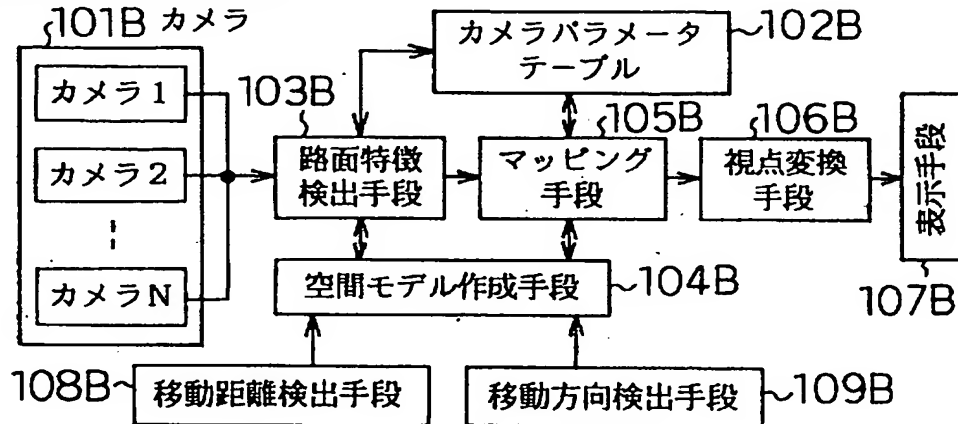 101B カメラ
カメラ1
カメラ2
カメラN
カメラパラメータ
テーブル
102B
103B
路面特徴
検出手段
105B
マッピング
手段
106B
視点変換
手段
表示手段
107B
空間モデル作成手段
104B
108B
移動距離検出手段
移動方向検出手段
109B